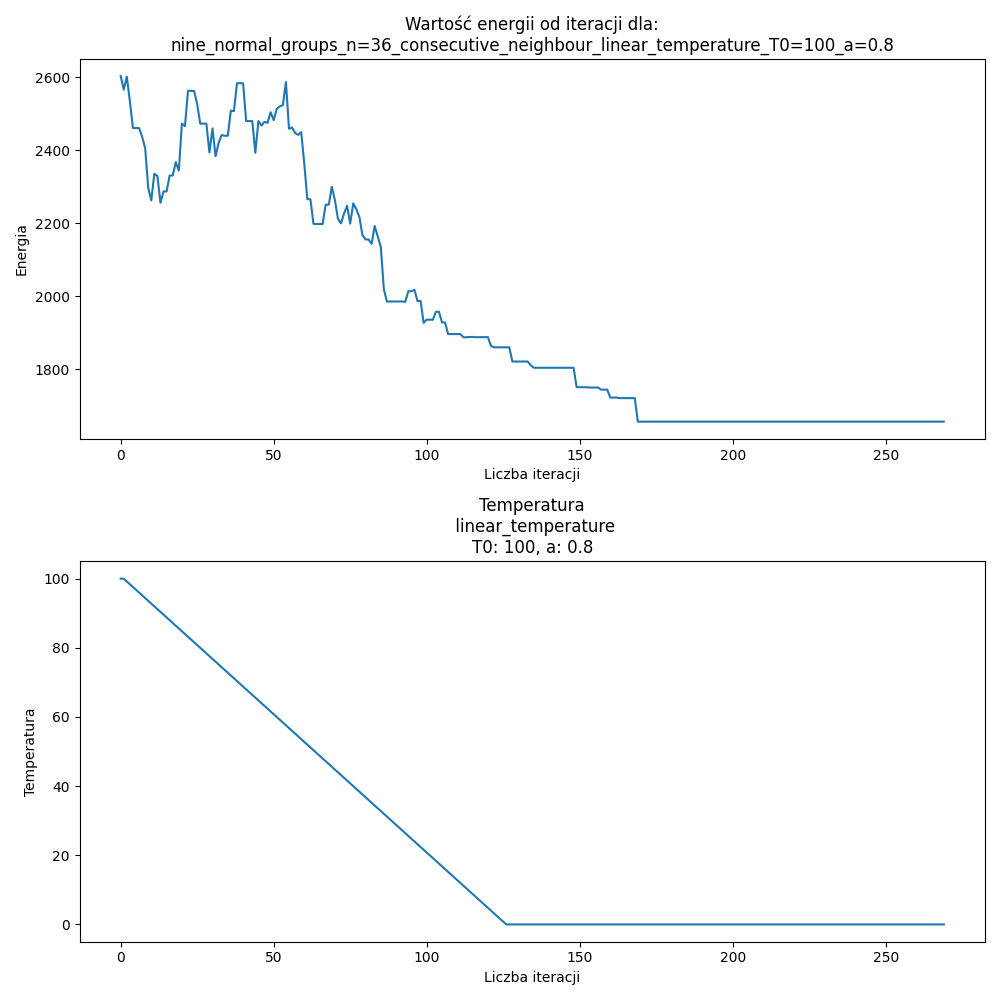 Wartość energii od iteracji dla:
nine_normal_groups_n=36_consecutive_neighbour_linear_temperature_T0=100_a=0.8
2600
2400
2200
2000
1800
Energia
0 50 100 150 200 250
Liczba iteracji
Temperatura
linear_temperature
T0: 100, a: 0.8
100
80
60
40
20
0
Temperatura
0 50 100 150 200 250
Liczba iteracji